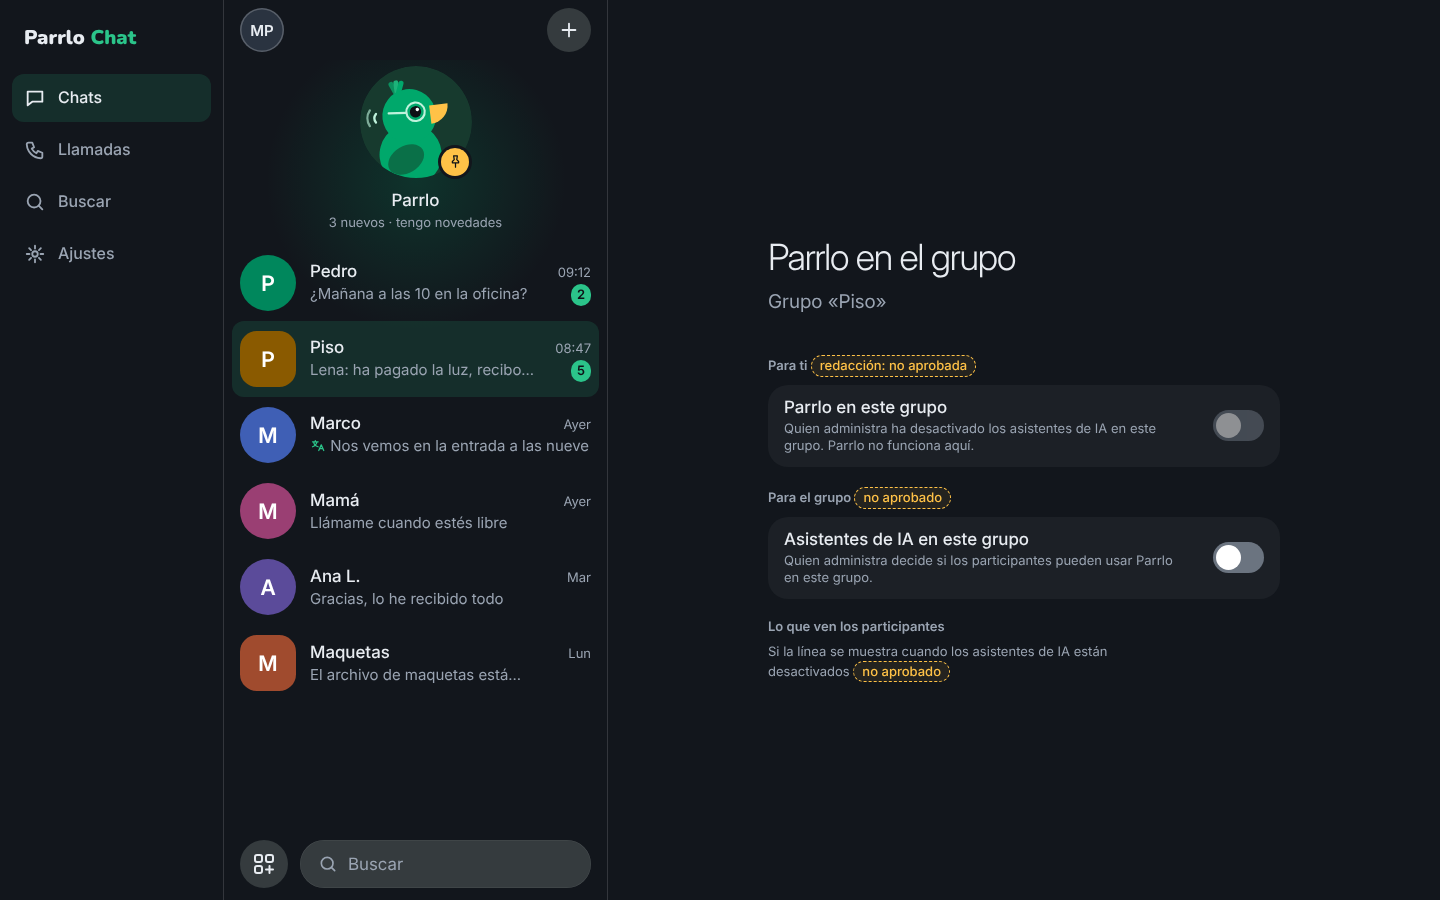 Parrlo Chat
Chats
Llamadas
Buscar
Ajustes
MP
Parrlo
3 nuevos · tengo novedades
P
Pedro
09:12
¿Mañana a las 10 en la oficina?
2
P
Piso
08:47
Lena: ha pagado la luz, recibo...
5
M
Marco
Ayer
Nos vemos en la entrada a las nueve
M
Mamá
Ayer
Llámame cuando estés libre
A
Ana L.
Mar
Gracias, lo he recibido todo
M
Maquetas
Lun
El archivo de maquetas está...
Buscar
Parrlo en el grupo
Grupo «Piso»
Para ti redacción: no aprobada
Parrlo en este grupo
Quien administra ha desactivado los asistentes de IA en este
grupo. Parrlo no funciona aquí.
Para el grupo no aprobado
Asistentes de IA en este grupo
Quien administra decide si los participantes pueden usar Parrlo
en este grupo.
Lo que ven los participantes
Si la línea se muestra cuando los asistentes de IA están
desactivados no aprobado